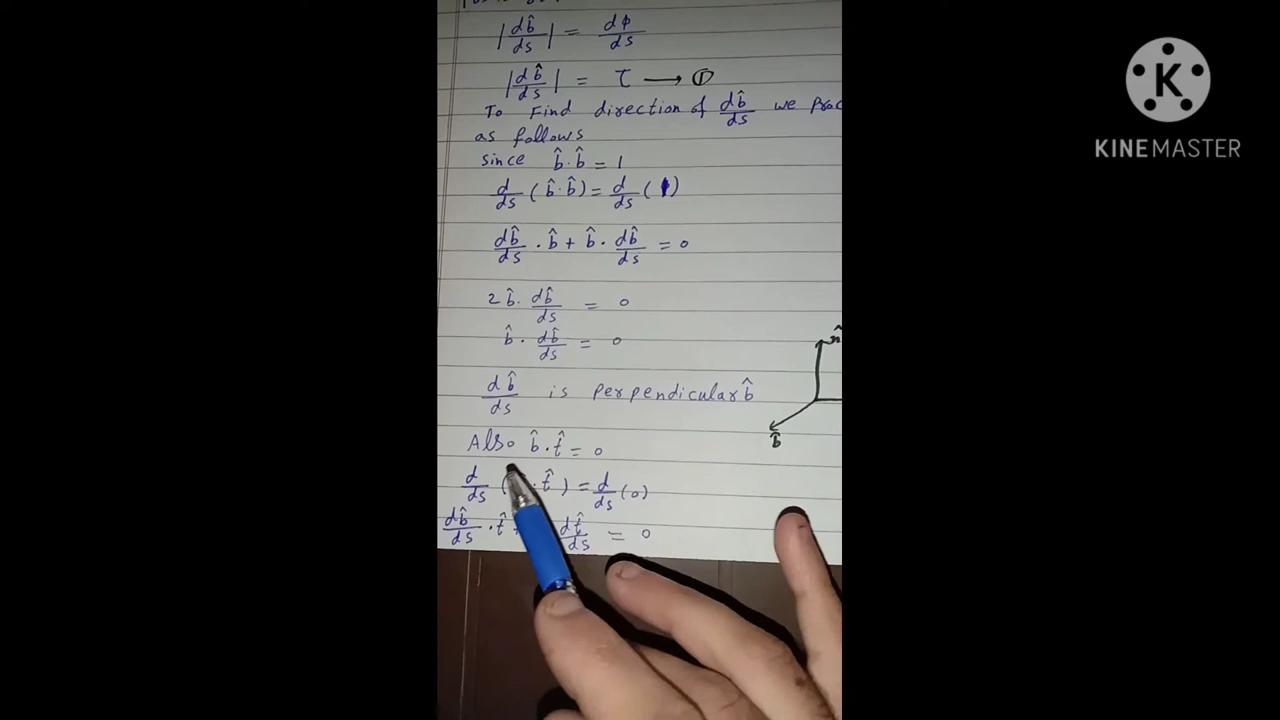 |db̂/ds| = dφ/ds
|db̂/ds| = τ ⟶ ①
To Find direction of db̂/ds we
as follows
since b̂·b̂ = 1
d/ds (b̂·b̂) = d/ds (1)
db̂/ds · b̂ + b̂ · db̂/ds = 0
2 b̂ · db̂/ds = 0
b̂ · db̂/ds = 0
db̂/ds is perpendicular b̂
Also b̂·t̂ = 0
d/ds ( · t̂ ) = d/ds (0)
db̂/ds · t̂ dt̂/ds = 0
n̂
b̂
K
KINEMASTER